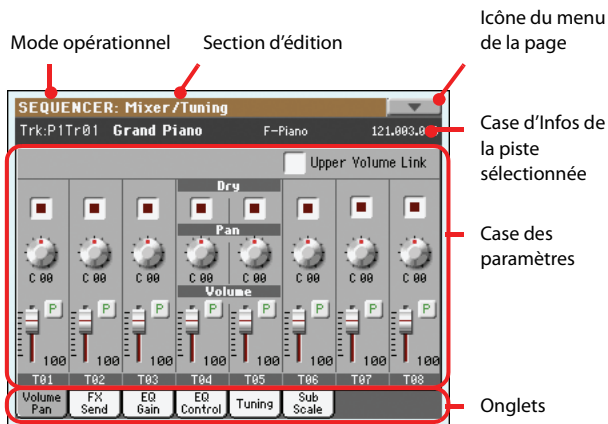 Icône du menu
de la page
Mode opérationnel
Section d'édition
SEQUENCER: Mixer/Tuning
Trk:P1Tr01 Grand Piano F-Piano 121.003.0
Case d'Infos de
la piste
sélectionnée
Upper Volume Link
Dry
Pan
C 00 C 00 C 00 C 00 C 00 C 00 C 00 C 00
Volume
P P P P P P P P
100 100 100 100 100 100 100 100
T01 T02 T03 T04 T05 T06 T07 T08
Case des
paramètres
Volume Pan FX Send EQ Gain EQ Control Tuning Sub Scale
Onglets